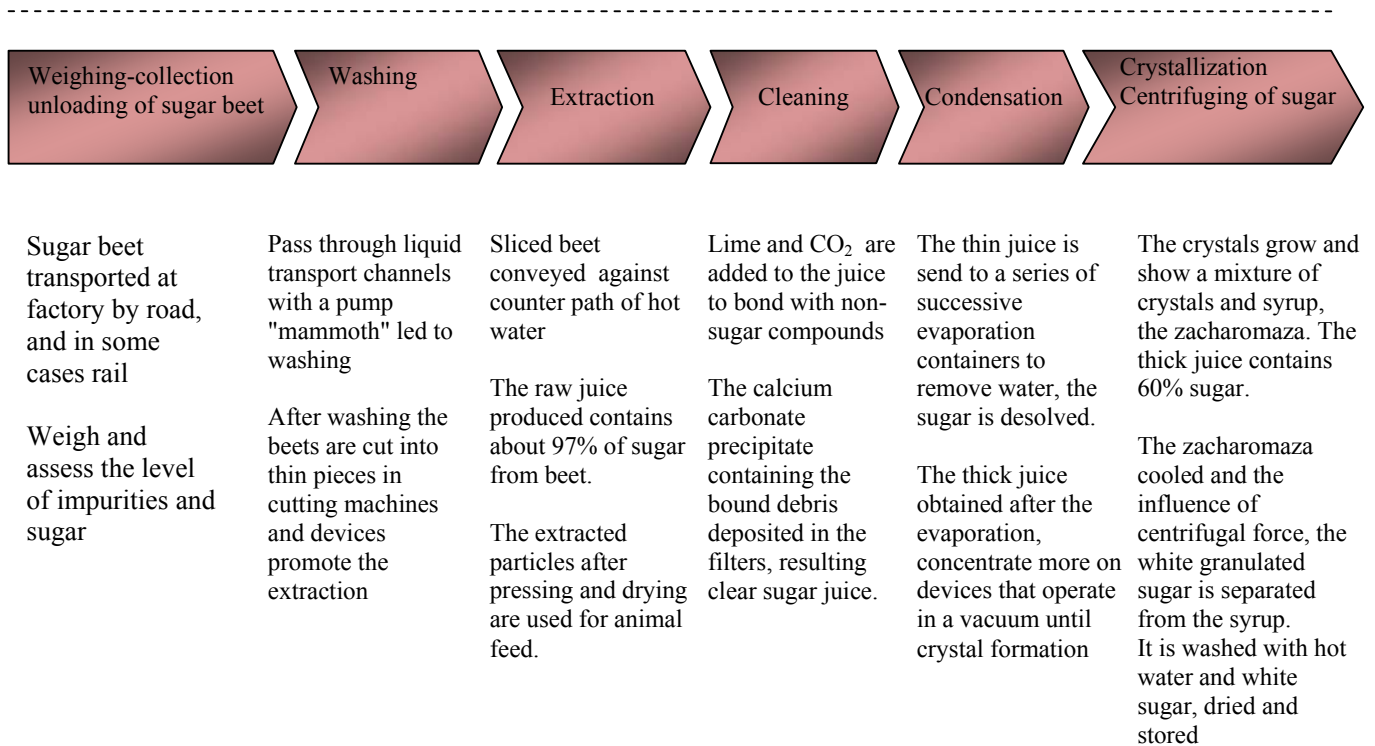 Weighing-collection
unloading of sugar beet
Washing
Extraction
Cleaning
Condensation
Crystallization
Centrifuging of sugar
Sugar beet
transported at
factory by road,
and in some
cases rail
Weigh and
assess the level
of impurities and
sugar
Pass through liquid
transport channels
with a pump
"mammoth" led to
washing
After washing the
beets are cut into
thin pieces in
cutting machines
and devices
promote the
extraction
Sliced beet
conveyed  against
counter path of hot
water
The raw juice
produced contains
about 97% of sugar
from beet.
The extracted
particles after
pressing and drying
are used for animal
feed.
Lime and CO₂  are
added to the juice
to bond with non-
sugar compounds
The calcium
carbonate
precipitate
containing the
bound debris
deposited in the
filters, resulting
clear sugar juice.
The thin juice is
send to a series of
successive
evaporation
containers to
remove water, the
sugar is desolved.
The thick juice
obtained after the
evaporation,
concentrate more on
devices that operate
in a vacuum until
crystal formation
The crystals grow and
show a mixture of
crystals and syrup,
the zacharomaza. The
thick juice contains
60% sugar.
The zacharomaza
cooled and the
influence of
centrifugal force, the
white granulated
sugar is separated
from the syrup.
It is washed with hot
water and white
sugar, dried and
stored